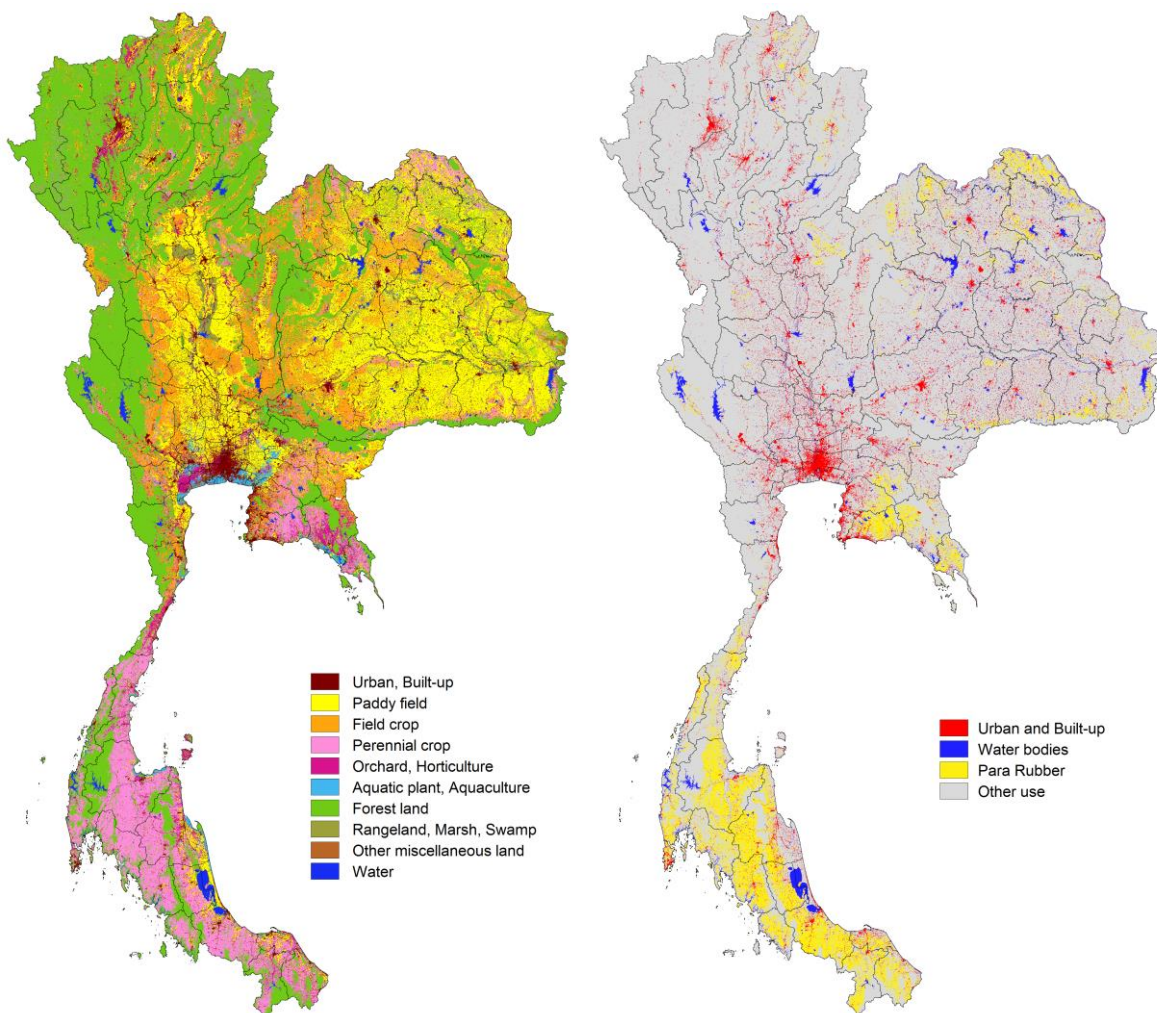 Urban, Built-up
Paddy field
Field crop
Perennial crop
Orchard, Horticulture
Aquatic plant, Aquaculture
Forest land
Rangeland, Marsh, Swamp
Other miscellaneous land
Water
Urban and Built-up
Water bodies
Para Rubber
Other use